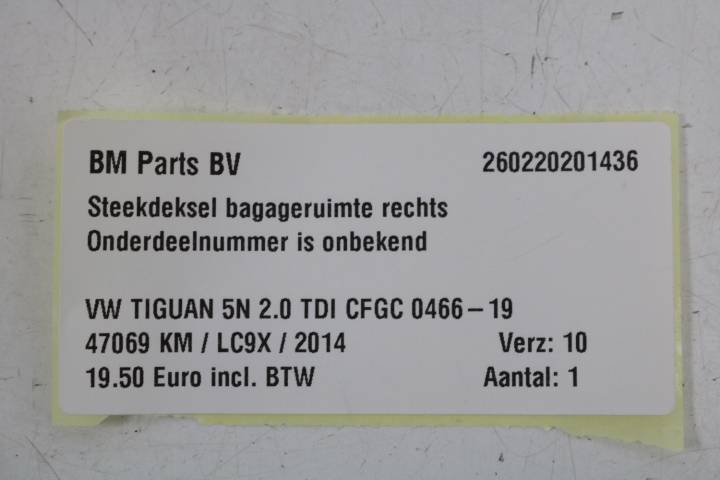 BM Parts BV 260220201436
Steekdeksel bagageruimte rechts
Onderdeelnummer is onbekend
VW TIGUAN 5N 2.0 TDI CFGC 0466-19
47069 KM / LC9X / 2014 Verz: 10
19.50 Euro incl. BTW Aantal: 1